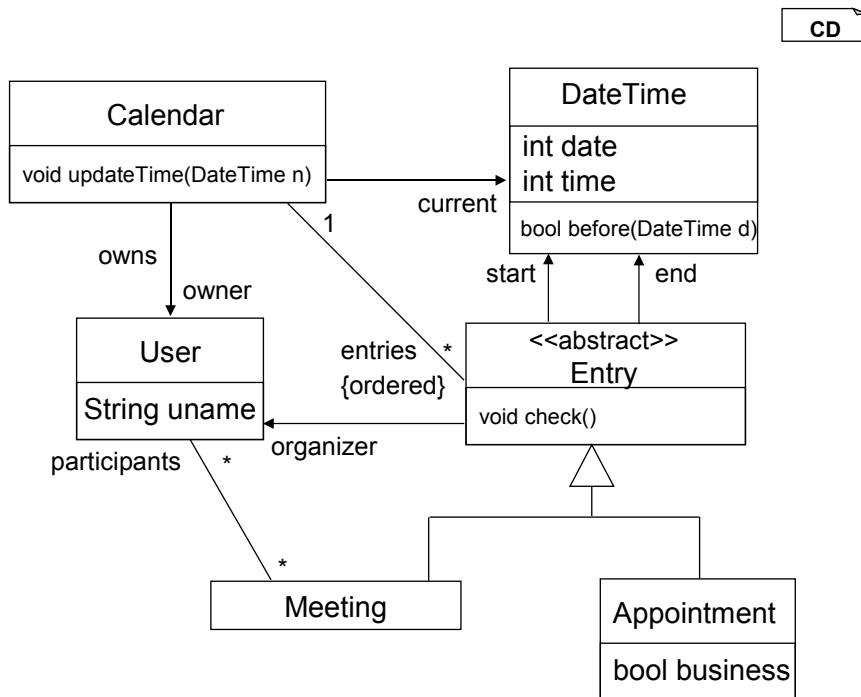 CD
Calendar
void updateTime(DateTime n)
DateTime
int date
int time
bool before(DateTime d)
current
1
owns
owner
start
end
User
String uname
entries
{ordered}
*
<<abstract>>
Entry
void check()
organizer
participants
*
*
Meeting
Appointment
bool business